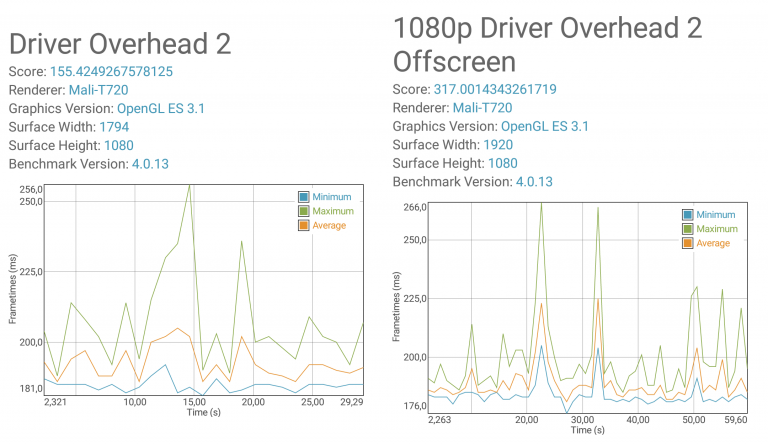 Driver Overhead 2
Score: 155.4249267578125
Renderer: Mali-T720
Graphics Version: OpenGL ES 3.1
Surface Width: 1794
Surface Height: 1080
Benchmark Version: 4.0.13
256,0
250,0
225,0
200,0
181,0
Frametimes (ms)
Minimum
Maximum
Average
2,321
10,00
15,00
20,00
25,00
29,29
Time (s)
1080p Driver Overhead 2
Offscreen
Score: 317.0014343261719
Renderer: Mali-T720
Graphics Version: OpenGL ES 3.1
Surface Width: 1920
Surface Height: 1080
Benchmark Version: 4.0.13
266,0
250,0
225,0
200,0
176,0
Frametimes (ms)
Minimum
Maximum
Average
2,263
20,00
30,00
40,00
50,00
59,60
Time (s)